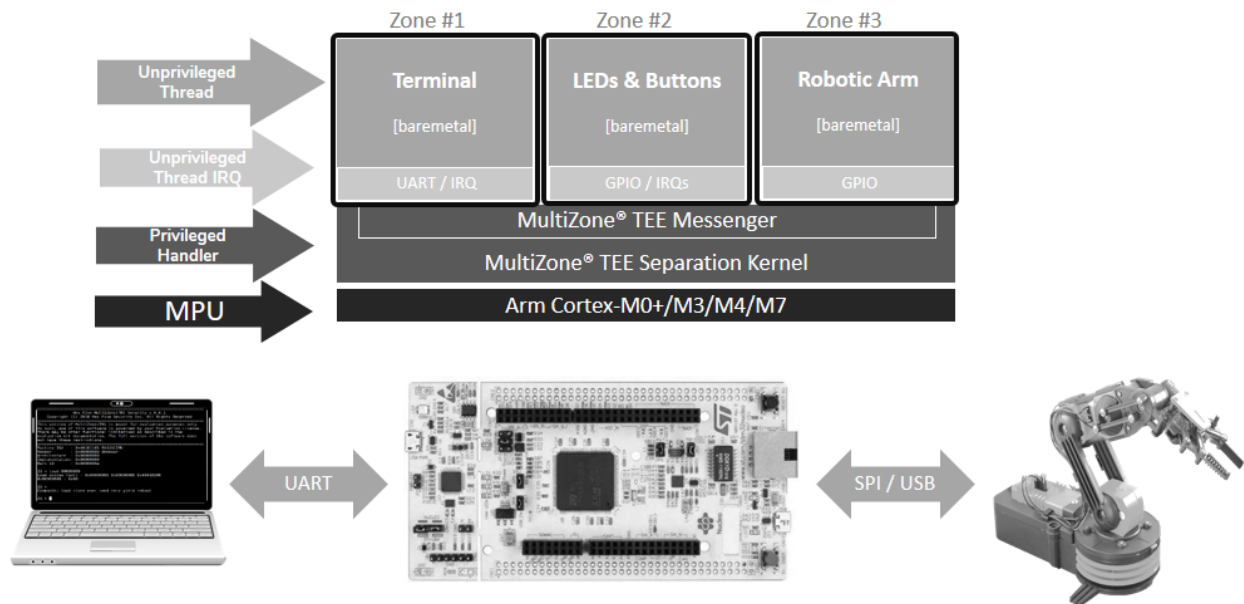 Zone #1
Zone #2
Zone #3
Unprivileged
Thread
Terminal
[baremetal]
LEDs & Buttons
[baremetal]
Robotic Arm
[baremetal]
Unprivileged
Thread IRQ
UART / IRQ
GPIO / IRQs
GPIO
Privileged
Handler
MultiZone® TEE Messenger
MultiZone® TEE Separation Kernel
MPU
Arm Cortex-M0+/M3/M4/M7
UART
SPI / USB